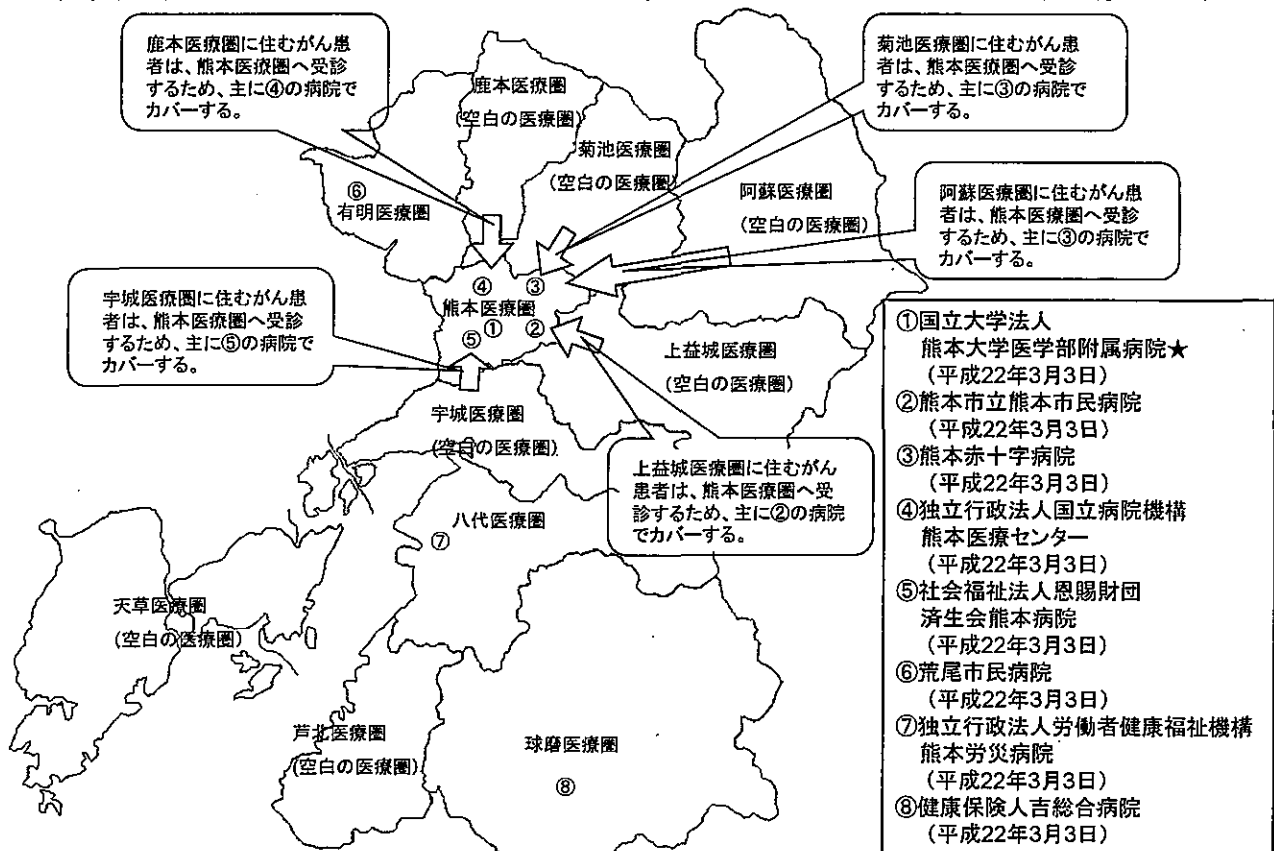 鹿本医療圏に住むがん患
者は、熊本医療圏へ受診
するため、主に④の病院で
カバーする。
菊池医療圏に住むがん患
者は、熊本医療圏へ受診
するため、主に③の病院で
カバーする。
鹿本医療圏
(空白の医療圏)
菊池医療圏
(空白の医療圏)
⑥
有明医療圏
阿蘇医療圏
(空白の医療圏)
阿蘇医療圏に住むがん患
者は、熊本医療圏へ受診
するため、主に③の病院で
カバーする。
宇城医療圏に住むがん患
者は、熊本医療圏へ受診
するため、主に⑤の病院で
カバーする。
④ ③
熊本医療圏
⑤ ① ②
上益城医療圏
(空白の医療圏)
宇城医療圏
(空白の医療圏)
上益城医療圏に住むがん
患者は、熊本医療圏へ受
診するため、主に②の病院
でカバーする。
八代医療圏
⑦
天草医療圏
(空白の医療圏)
芦北医療圏
(空白の医療圏)
球磨医療圏
⑧
①国立大学法人
熊本大学医学部附属病院★
(平成22年3月3日)
②熊本市立熊本市民病院
(平成22年3月3日)
③熊本赤十字病院
(平成22年3月3日)
④独立行政法人国立病院機構
熊本医療センター
(平成22年3月3日)
⑤社会福祉法人恩賜財団
済生会熊本病院
(平成22年3月3日)
⑥荒尾市民病院
(平成22年3月3日)
⑦独立行政法人労働者健康福祉機構
熊本労災病院
(平成22年3月3日)
⑧健康保険人吉総合病院
(平成22年3月3日)